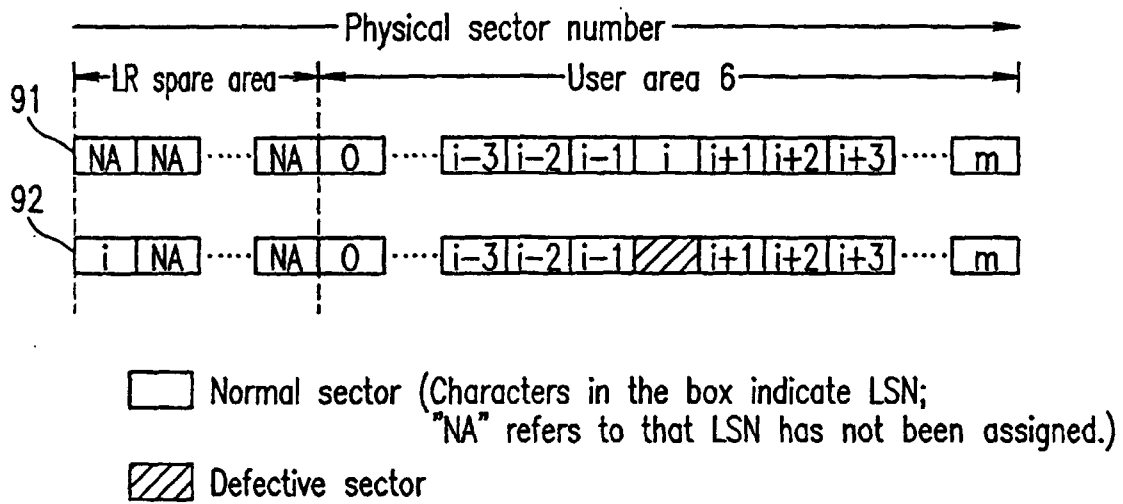 Physical sector number
LR spare area User area 6
91
NA NA ..... NA 0 ..... i-3 i-2 i-1 i i+1 i+2 i+3 ..... m
92
i NA ..... NA 0 ..... i-3 i-2 i-1 i+1 i+2 i+3 ..... m
Normal sector (Characters in the box indicate LSN;
"NA" refers to that LSN has not been assigned.)
Defective sector